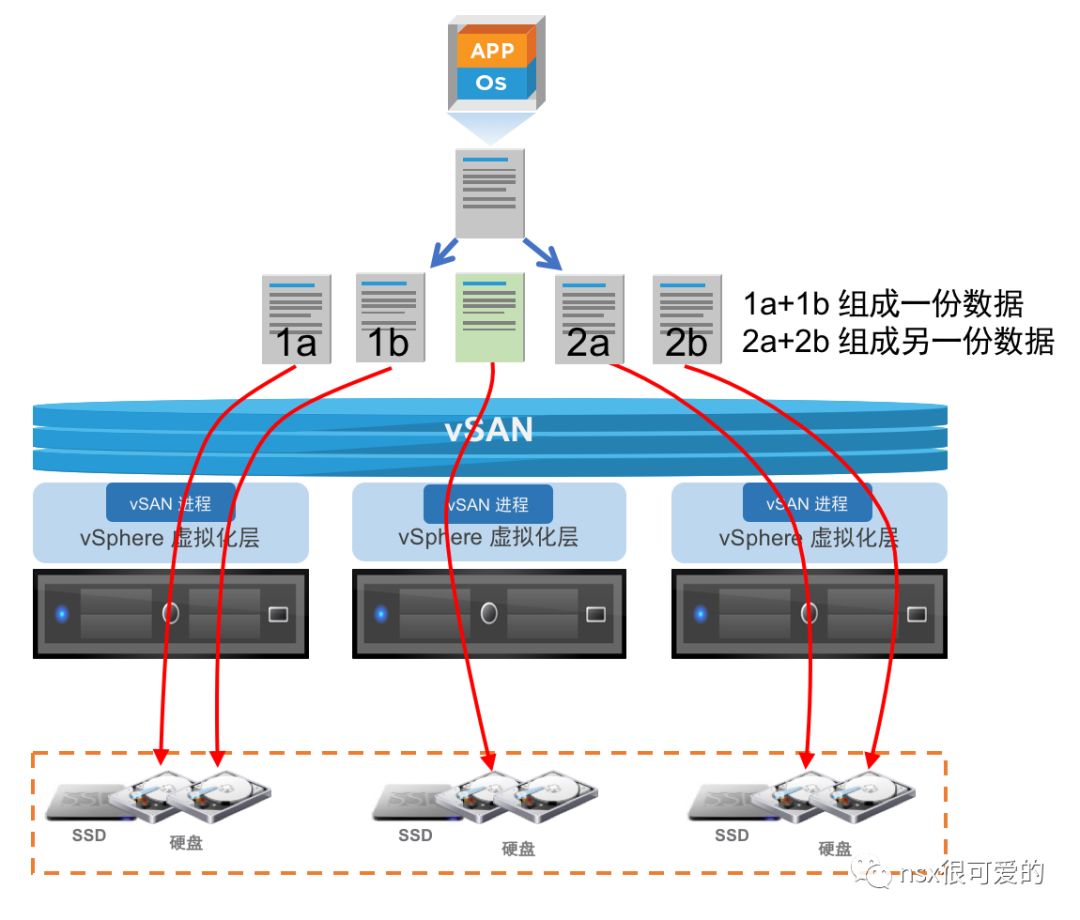 APP
Os
1a
1b
2a
2b
1a+1b 组成一份数据
2a+2b 组成另一份数据
vSAN
vSAN 进程
vSphere 虚拟化层
vSAN 进程
vSphere 虚拟化层
vSAN 进程
vSphere 虚拟化层
SSD
SSD
硬盘
SSD
SSD
硬盘
SSD
SSD
硬盘
nsx很可爱的